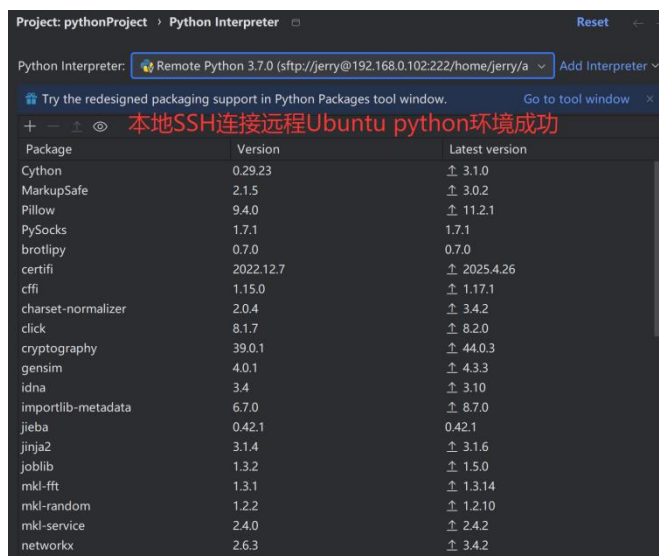 Project: pythonProject › Python Interpreter Reset
Python Interpreter: Remote Python 3.7.0 (sftp://jerry@192.168.0.102:222/home/jerry/a Add Interpreter
Try the redesigned packaging support in Python Packages tool window. Go to tool window ×
本地SSH连接远程Ubuntu python环境成功
Package Version Latest version
Cython 0.29.23 ↑ 3.1.0
MarkupSafe 2.1.5 ↑ 3.0.2
Pillow 9.4.0 ↑ 11.2.1
PySocks 1.7.1 1.7.1
brotlipy 0.7.0 0.7.0
certifi 2022.12.7 ↑ 2025.4.26
cffi 1.15.0 ↑ 1.17.1
charset-normalizer 2.0.4 ↑ 3.4.2
click 8.1.7 ↑ 8.2.0
cryptography 39.0.1 ↑ 44.0.3
gensim 4.0.1 ↑ 4.3.3
idna 3.4 ↑ 3.10
importlib-metadata 6.7.0 ↑ 8.7.0
jieba 0.42.1 0.42.1
jinja2 3.1.4 ↑ 3.1.6
joblib 1.3.2 ↑ 1.5.0
mkl-fft 1.3.1 ↑ 1.3.14
mkl-random 1.2.2 ↑ 1.2.10
mkl-service 2.4.0 ↑ 2.4.2
networkx 2.6.3 ↑ 3.4.2